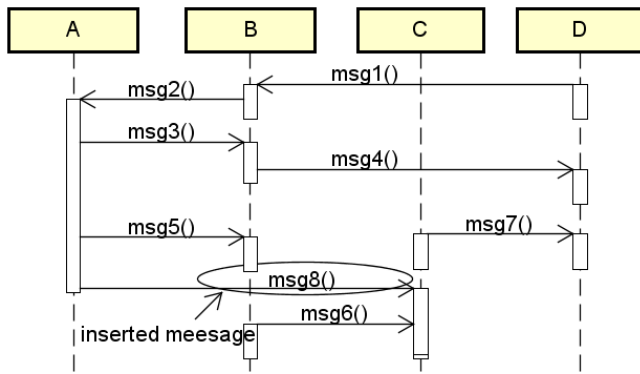 A B C D
msg1()
msg2()
msg3()
msg4()
msg5()
msg7()
msg8()
msg6()
inserted meesage